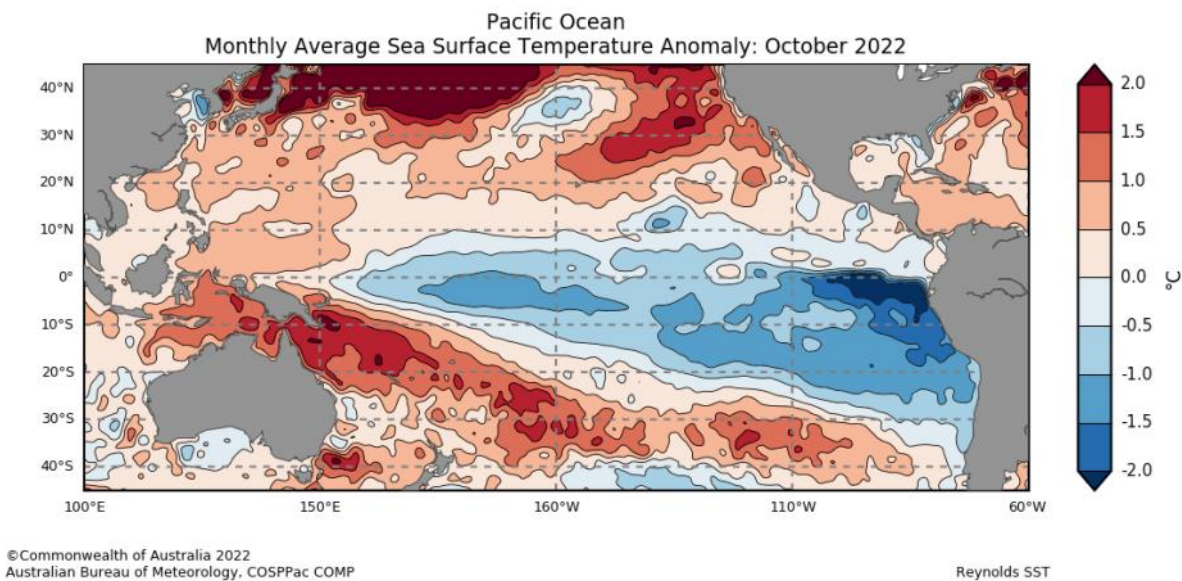 Pacific Ocean
Monthly Average Sea Surface Temperature Anomaly: October 2022
40°N
30°N
20°N
10°N
0°
10°S
20°S
30°S
40°S
100°E
150°E
160°W
110°W
60°W
2.0
1.5
1.0
0.5
0.0
-0.5
-1.0
-1.5
-2.0
°C
©Commonwealth of Australia 2022
Australian Bureau of Meteorology, COSPPac COMP
Reynolds SST